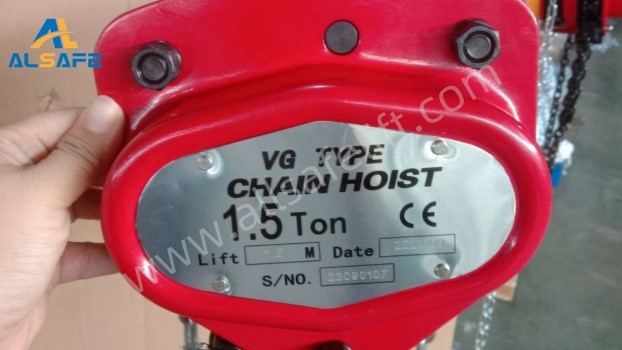 ALSAFE
VG TYPE
CHAIN HOIST
1.5 Ton CE
Lift M Date
S/NO. 23090107